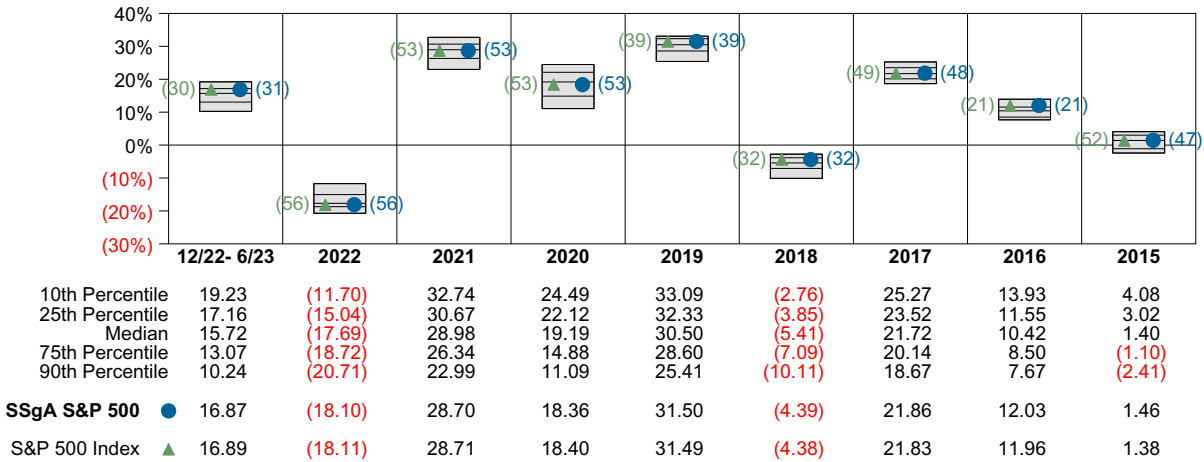 40%
30%
20%
10%
0%
(10%)
(20%)
(30%)
(30) (31)
(56) (56)
(53) (53)
(53) (53)
(39) (39)
(32) (32)
(49) (48)
(21) (21)
(52) (47)
12/22- 6/23 2022 2021 2020 2019 2018 2017 2016 2015
10th Percentile 19.23 (11.70) 32.74 24.49 33.09 (2.76) 25.27 13.93 4.08
25th Percentile 17.16 (15.04) 30.67 22.12 32.33 (3.85) 23.52 11.55 3.02
Median 15.72 (17.69) 28.98 19.19 30.50 (5.41) 21.72 10.42 1.40
75th Percentile 13.07 (18.72) 26.34 14.88 28.60 (7.09) 20.14 8.50 (1.10)
90th Percentile 10.24 (20.71) 22.99 11.09 25.41 (10.11) 18.67 7.67 (2.41)
SSgA S&P 500 16.87 (18.10) 28.70 18.36 31.50 (4.39) 21.86 12.03 1.46
S&P 500 Index 16.89 (18.11) 28.71 18.40 31.49 (4.38) 21.83 11.96 1.38